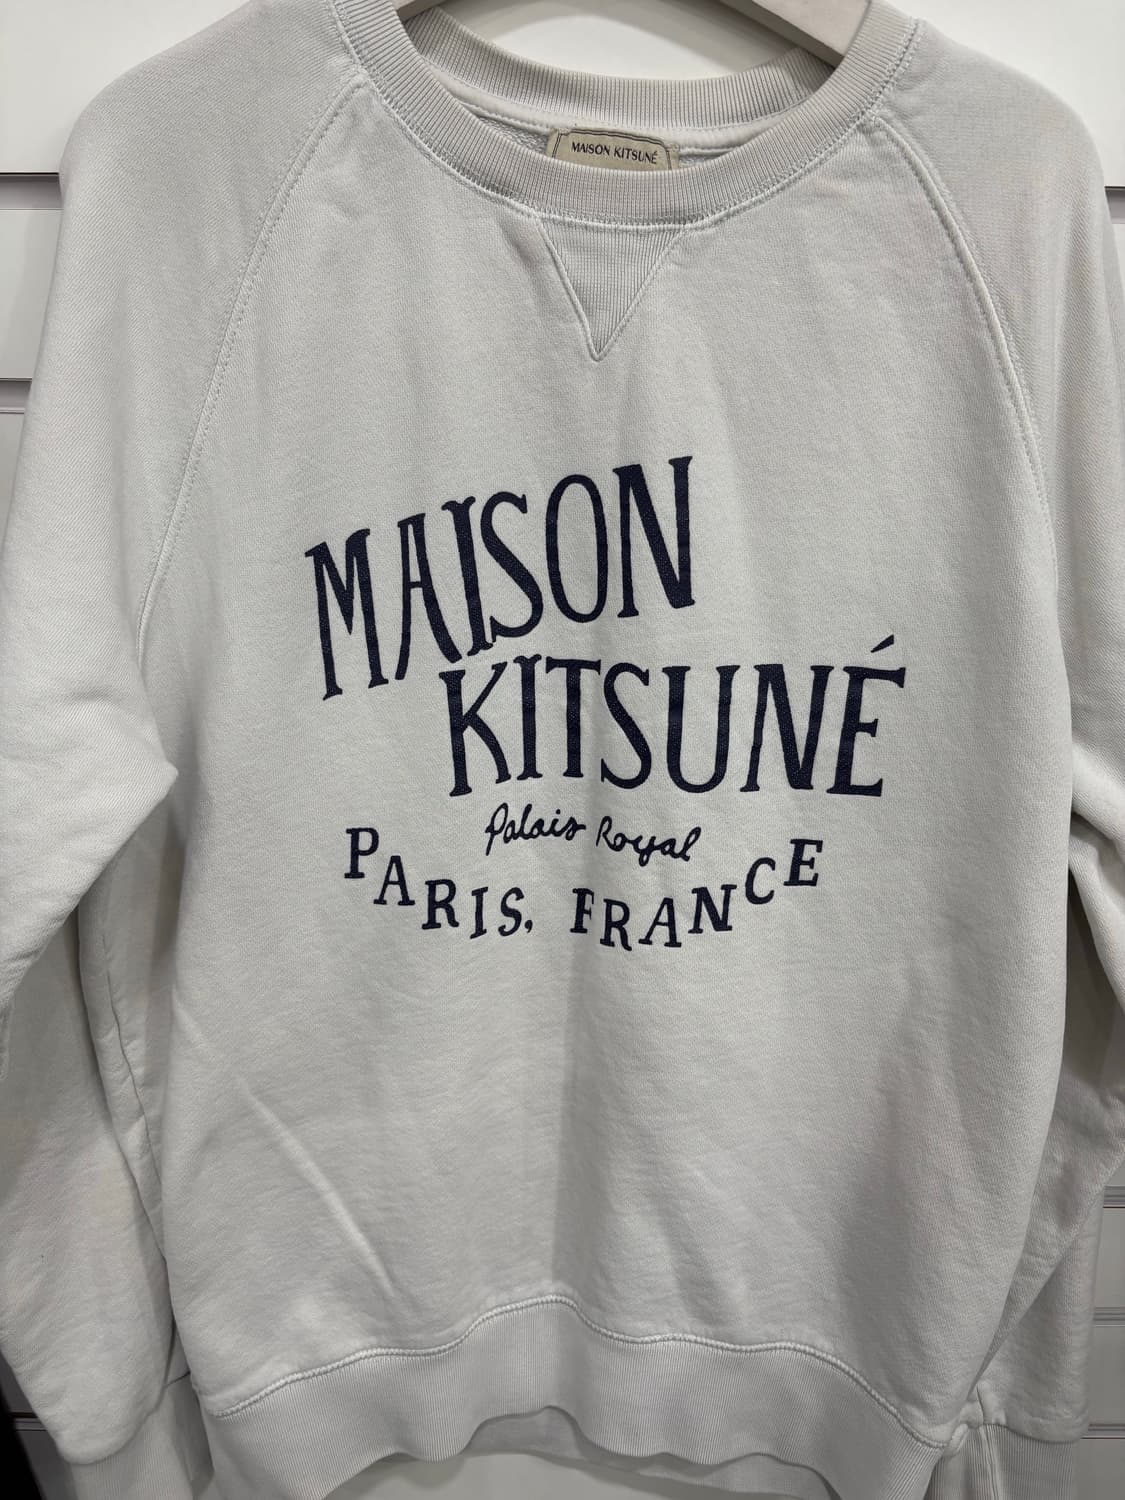 MAISON KITSUNÉ
MAISON
KITSUNÉ
Palais Royal
PARIS, FRANCE